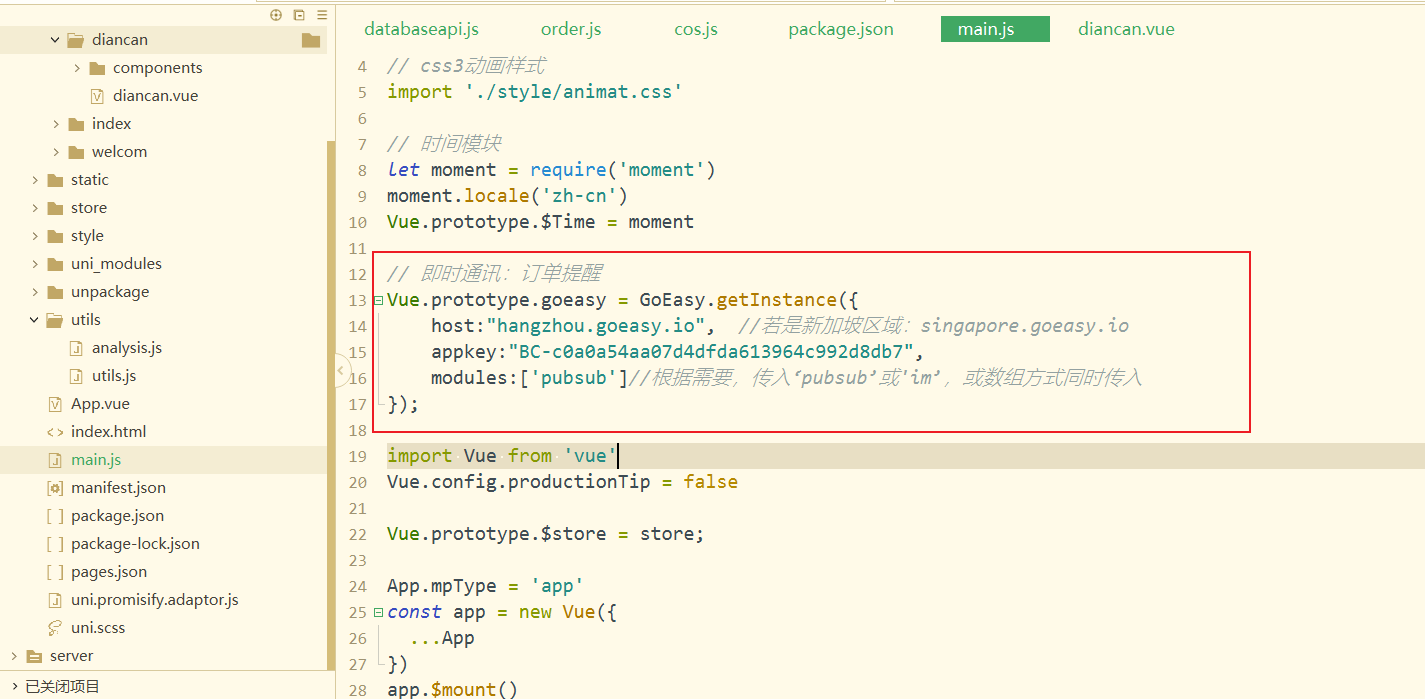 diancan
components
diancan.vue
index
welcom
static
store
style
uni_modules
unpackage
utils
analysis.js
utils.js
App.vue
index.html
main.js
manifest.json
package.json
package-lock.json
pages.json
uni.promisify.adaptor.js
uni.scss
server
已关闭项目
databaseapi.js order.js cos.js package.json main.js diancan.vue
4 // css3动画样式
5 import './style/animat.css'
6
7 // 时间模块
8 let moment = require('moment')
9 moment.locale('zh-cn')
10 Vue.prototype.$Time = moment
11
12 // 即时通讯：订单提醒
13 Vue.prototype.goeasy = GoEasy.getInstance({
14 host:"hangzhou.goeasy.io", //若是新加坡区域：singapore.goeasy.io
15 appkey:"BC-c0a0a54aa07d4dfda613964c992d8db7",
16 modules:['pubsub']//根据需要，传入‘pubsub’或'im’，或数组方式同时传入
17 });
18
19 import Vue from 'vue'
20 Vue.config.productionTip = false
21
22 Vue.prototype.$store = store;
23
24 App.mpType = 'app'
25 const app = new Vue({
26 ...App
27 })
28 app.$mount()